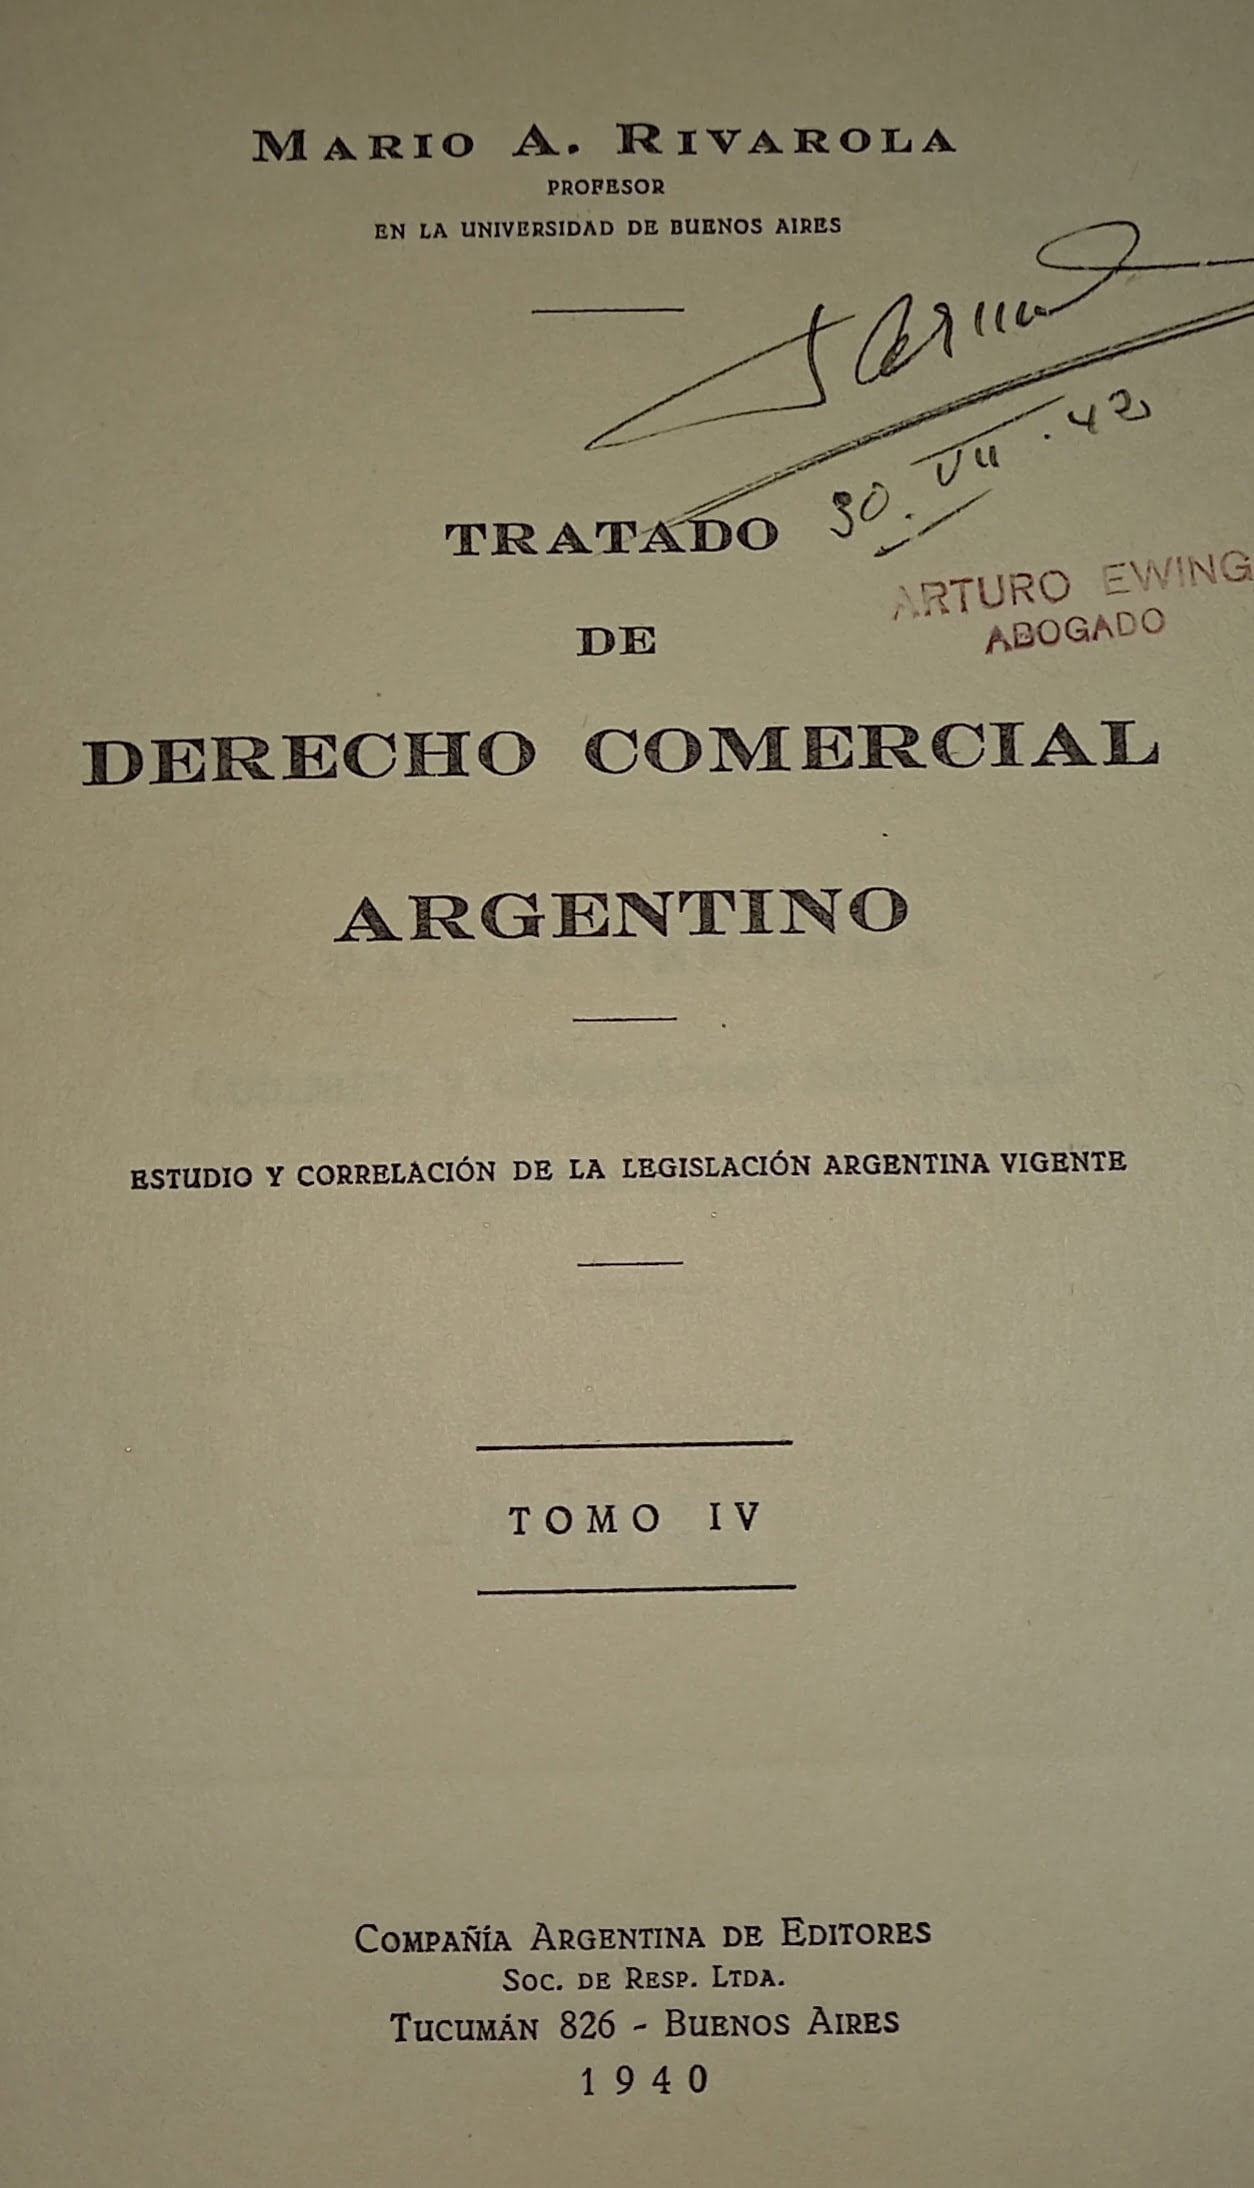 MARIO A. RIVAROLA
PROFESOR
EN LA UNIVERSIDAD DE BUENOS AIRES
30.VII.42
TRATADO
ARTURO EWING
ABOGADO
DE
DERECHO COMERCIAL
ARGENTINO
ESTUDIO Y CORRELACIÓN DE LA LEGISLACIÓN ARGENTINA VIGENTE
TOMO IV
COMPAÑÍA ARGENTINA DE EDITORES
SOC. DE RESP. LTDA.
TUCUMÁN 826 - BUENOS AIRES
1940